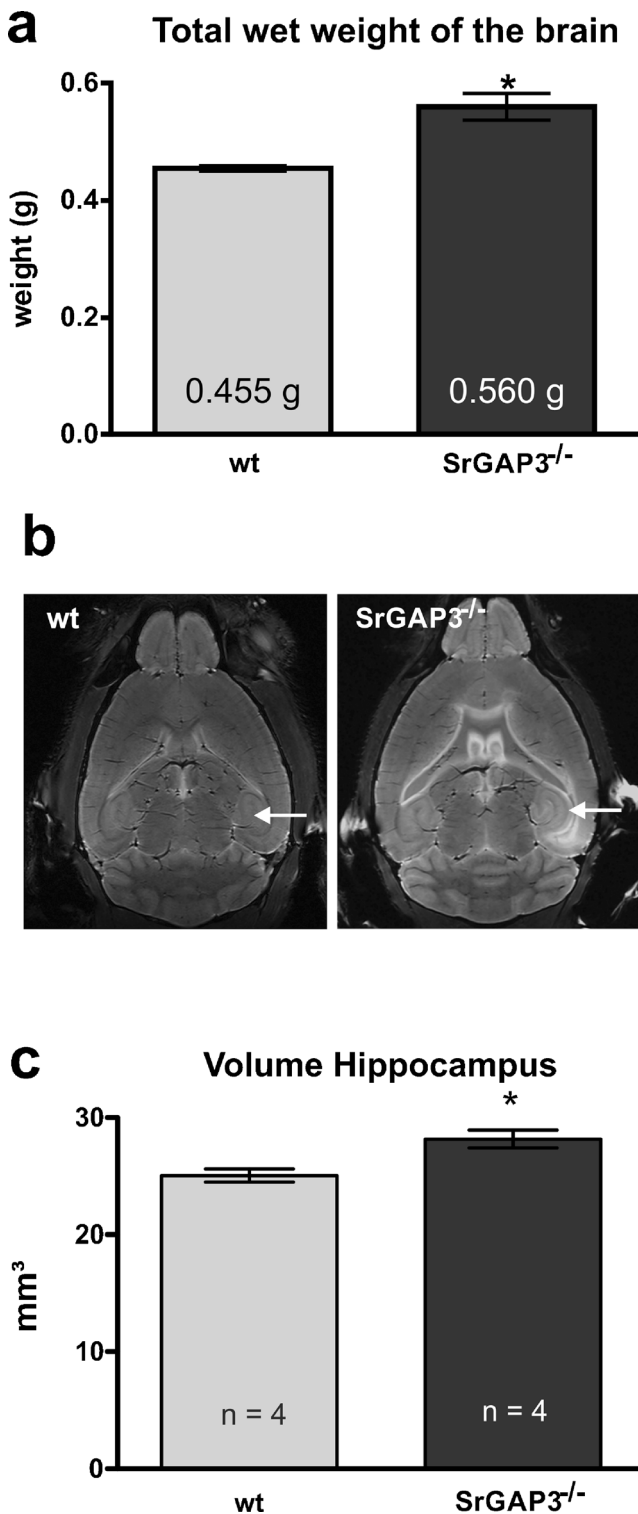 a
Total wet weight of the brain
weight (g)
0.6
*
0.4
0.2
0.455 g
0.560 g
0.0
wt
SrGAP3-/-
b
wt
SrGAP3-/-
c
Volume Hippocampus
mm³
30
*
20
10
n = 4
n = 4
0
wt
SrGAP3-/-